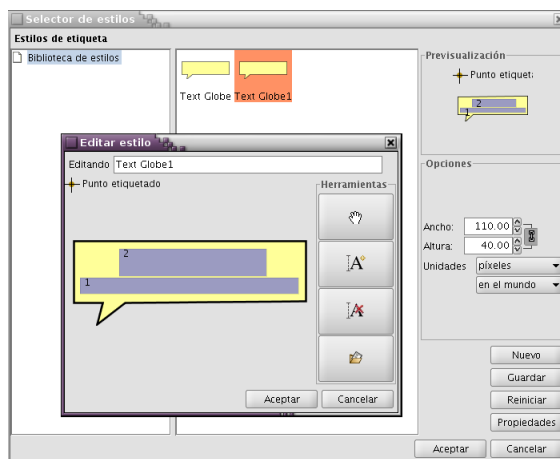 Selector de estilos
Estilos de etiqueta
Biblioteca de estilos
Text Globe
Text Globe1
Previsualización
Punto etiquet
2
1
Opciones
Ancho: 110.00
Altura: 40.00
Unidades píxeles
en el mundo
Nuevo
Guardar
Reiniciar
Propiedades
Aceptar
Cancelar
Editar estilo
Editando Text Globe1
Punto etiquetado
2
1
Herramientas
A
A
Aceptar
Cancelar